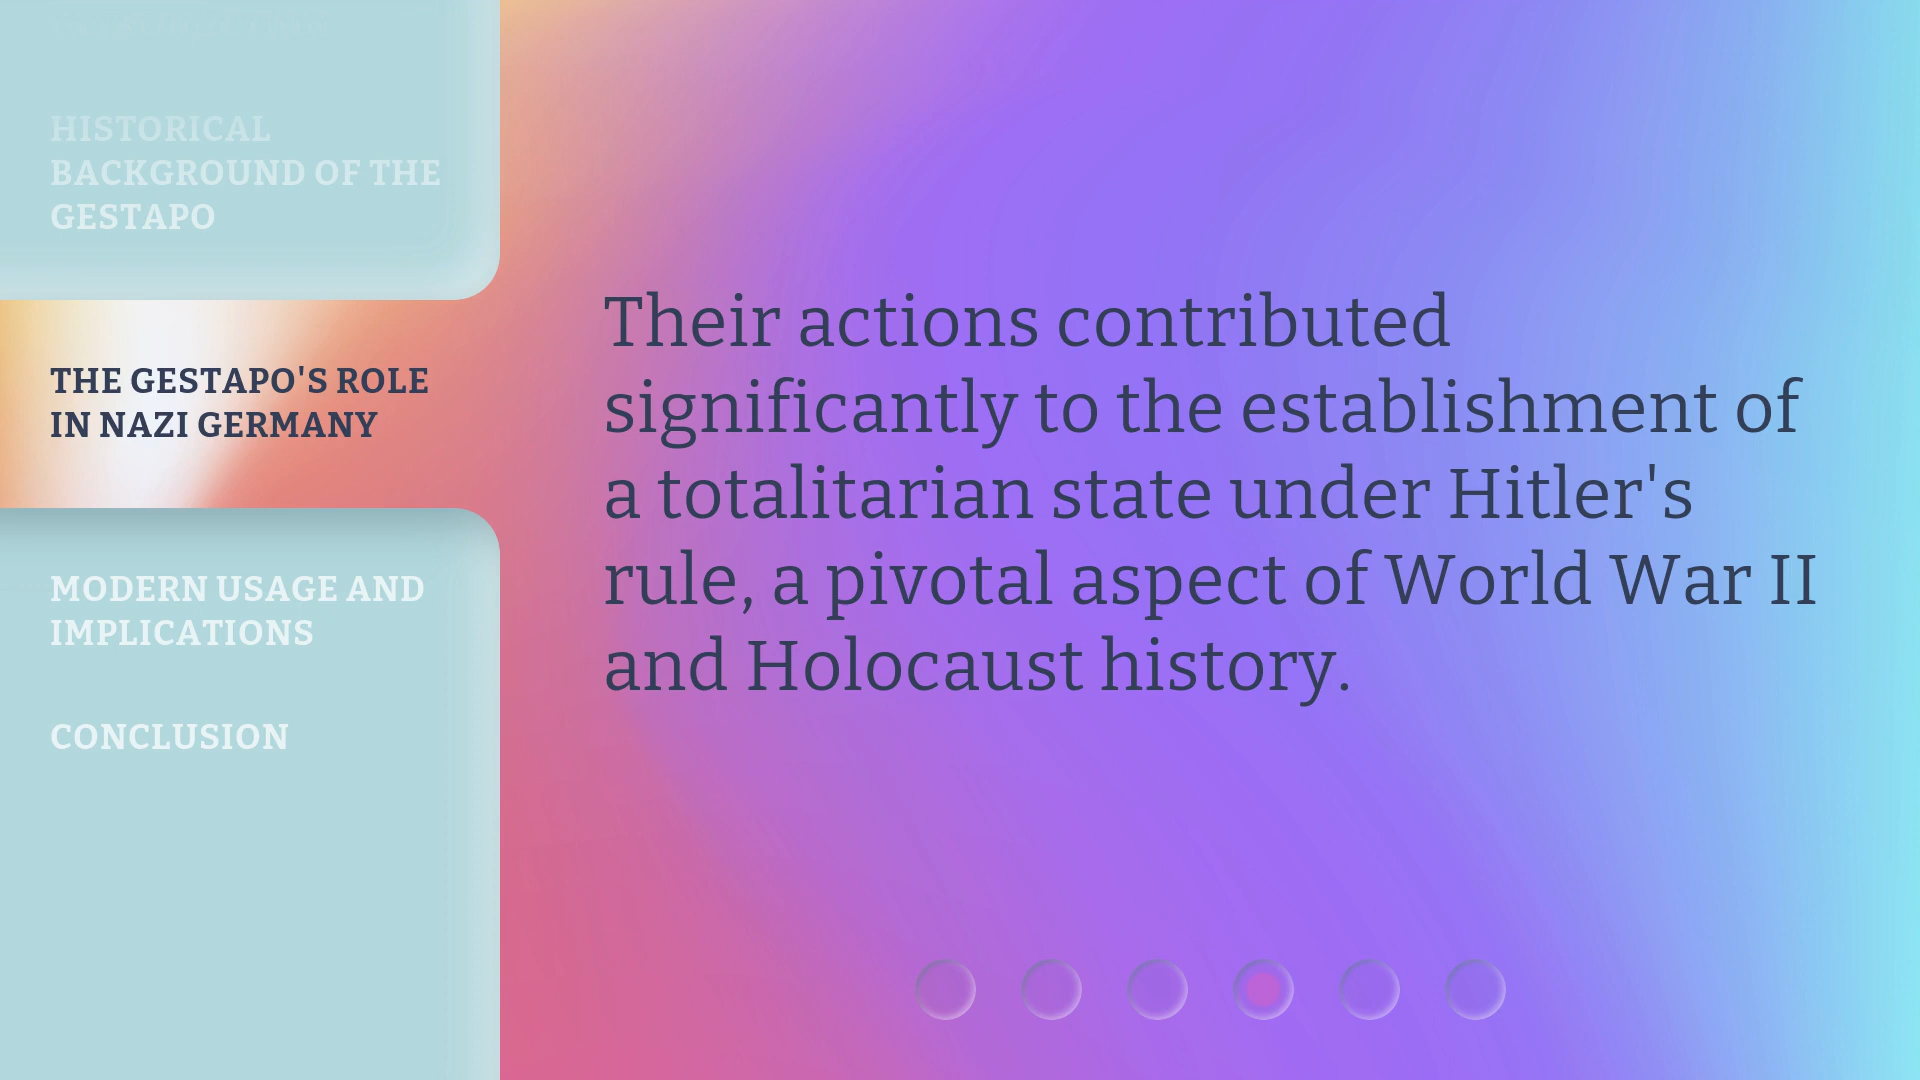 HISTORICAL
BACKGROUND OF THE
GESTAPO
THE GESTAPO'S ROLE
IN NAZI GERMANY
MODERN USAGE AND
IMPLICATIONS
CONCLUSION
Their actions contributed
significantly to the establishment of
a totalitarian state under Hitler's
rule, a pivotal aspect of World War II
and Holocaust history.